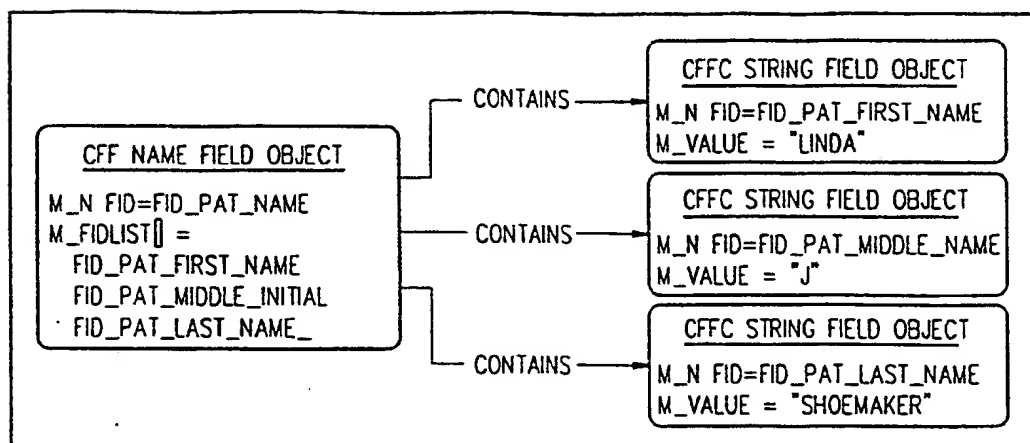 CFF NAME FIELD OBJECT
M_N FID=FID_PAT_NAME
M_FIDLIST[] =
FID_PAT_FIRST_NAME
FID_PAT_MIDDLE_INITIAL
FID_PAT_LAST_NAME_
CONTAINS
CFFC STRING FIELD OBJECT
M_N FID=FID_PAT_FIRST_NAME
M_VALUE = "LINDA"
CONTAINS
CFFC STRING FIELD OBJECT
M_N FID=FID_PAT_MIDDLE_NAME
M_VALUE = "J"
CONTAINS
CFFC STRING FIELD OBJECT
M_N FID=FID_PAT_LAST_NAME
M_VALUE = "SHOEMAKER"